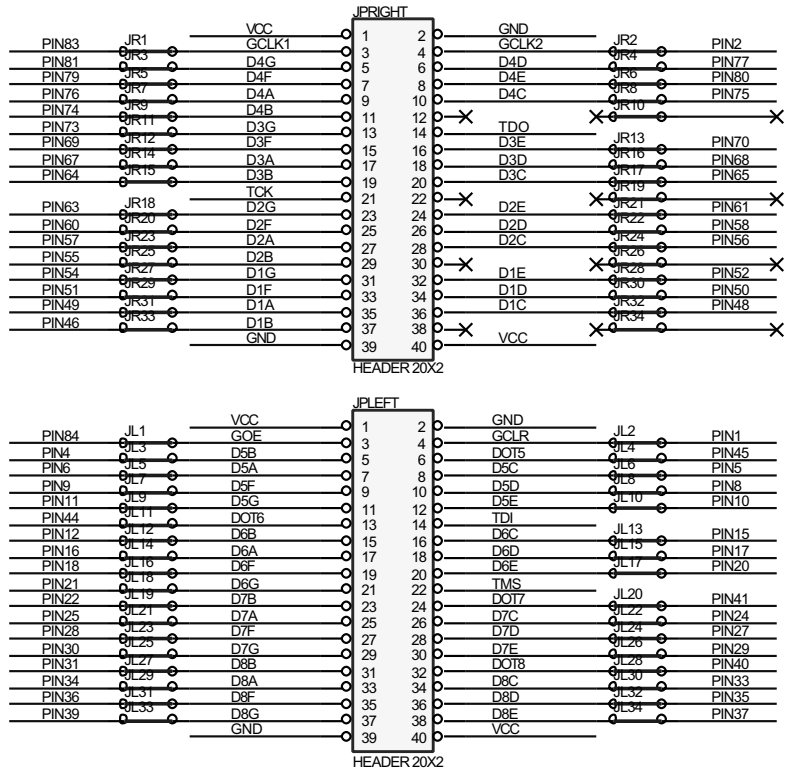 JPRIGHT
VCC 1 2 GND
PIN83 JR1 GCLK1 3 4 GCLK2 JR2 PIN2
PIN81 JR3 D4G 5 6 D4D JR4 PIN77
PIN79 JR5 D4F 7 8 D4E JR6 PIN80
PIN76 JR7 D4A 9 10 D4C JR8 PIN75
PIN74 JR9 D4B 11 12 JR10
PIN73 JR11 D3G 13 14 TDO
PIN69 JR12 D3F 15 16 D3E JR13 PIN70
PIN67 JR14 D3A 17 18 D3D JR16 PIN68
PIN64 JR15 D3B 19 20 D3C JR17 PIN65
TCK 21 22 JR19
PIN63 JR18 D2G 23 24 D2E JR21 PIN61
PIN60 JR20 D2F 25 26 D2D JR22 PIN58
PIN57 JR23 D2A 27 28 D2C JR24 PIN56
PIN55 JR25 D2B 29 30 JR26
PIN54 JR27 D1G 31 32 D1E JR28 PIN52
PIN51 JR29 D1F 33 34 D1D JR30 PIN50
PIN49 JR31 D1A 35 36 D1C JR32 PIN48
PIN46 JR33 D1B 37 38 JR34
GND 39 40 VCC
HEADER 20X2
JPLEFT
VCC 1 2 GND
PIN84 JL1 GOE 3 4 GCLR JL2 PIN1
PIN4 JL3 D5B 5 6 DOT5 JL4 PIN45
PIN6 JL5 D5A 7 8 D5C JL6 PIN5
PIN9 JL7 D5F 9 10 D5D JL8 PIN8
PIN11 JL9 D5G 11 12 D5E JL10 PIN10
PIN44 JL11 DOT6 13 14 TDI
PIN12 JL12 D6B 15 16 D6C JL13 PIN15
PIN16 JL14 D6A 17 18 D6D JL15 PIN17
PIN18 JL16 D6F 19 20 D6E JL17 PIN20
PIN21 JL18 D6G 21 22 TMS
PIN22 JL19 D7B 23 24 DOT7 JL20 PIN41
PIN25 JL21 D7A 25 26 D7C JL22 PIN24
PIN28 JL23 D7F 27 28 D7D JL24 PIN27
PIN30 JL25 D7G 29 30 D7E JL26 PIN29
PIN31 JL27 D8B 31 32 DOT8 JL28 PIN40
PIN34 JL29 D8A 33 34 D8C JL30 PIN33
PIN36 JL31 D8F 35 36 D8D JL32 PIN35
PIN39 JL33 D8G 37 38 D8E JL34 PIN37
GND 39 40 VCC
HEADER 20X2